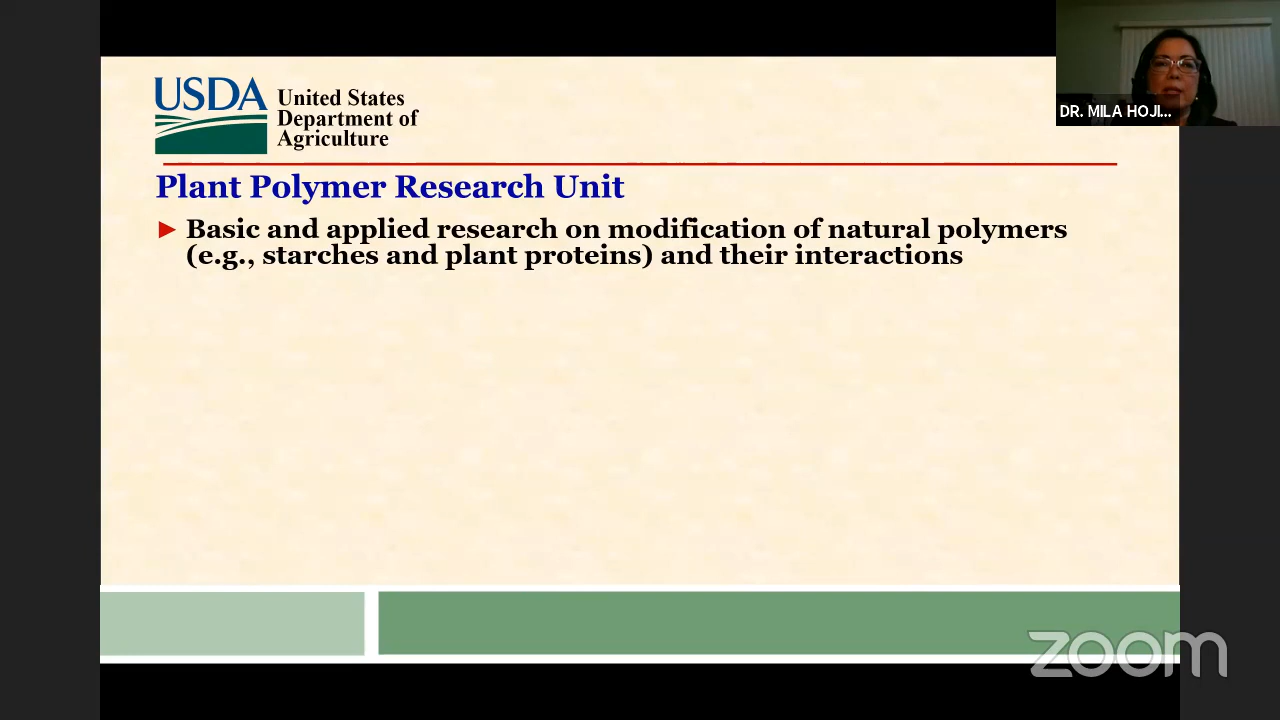 USDA
United States
Department of
Agriculture
DR. MILA HOJI...
Plant Polymer Research Unit
► Basic and applied research on modification of natural polymers
(e.g., starches and plant proteins) and their interactions
zoom